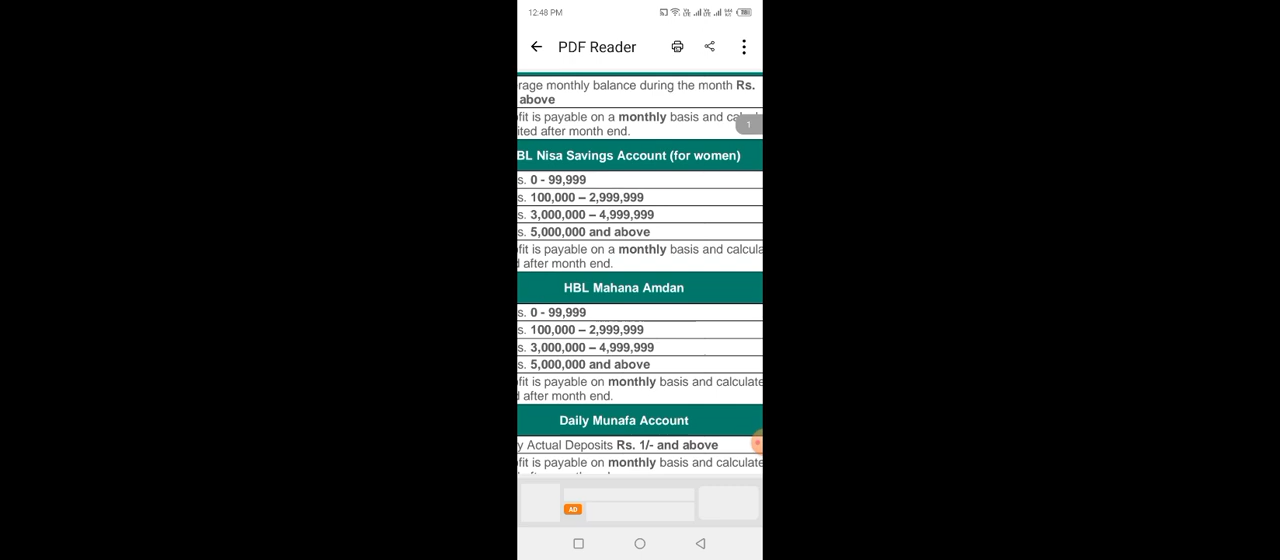 12:48 PM
PDF Reader
rage monthly balance during the month Rs.
above
fit is payable on a monthly basis and
1
ited after month end.
BL Nisa Savings Account (for women)
s. 0 - 99,999
s. 100,000 – 2,999,999
s. 3,000,000 – 4,999,999
s. 5,000,000 and above
fit is payable on a monthly basis and calcula
d after month end.
HBL Mahana Amdan
s. 0 - 99,999
s. 100,000 – 2,999,999
s. 3,000,000 – 4,999,999
s. 5,000,000 and above
fit is payable on monthly basis and calculate
d after month end.
Daily Munafa Account
y Actual Deposits Rs. 1/- and above
fit is payable on monthly basis and calculate
AD